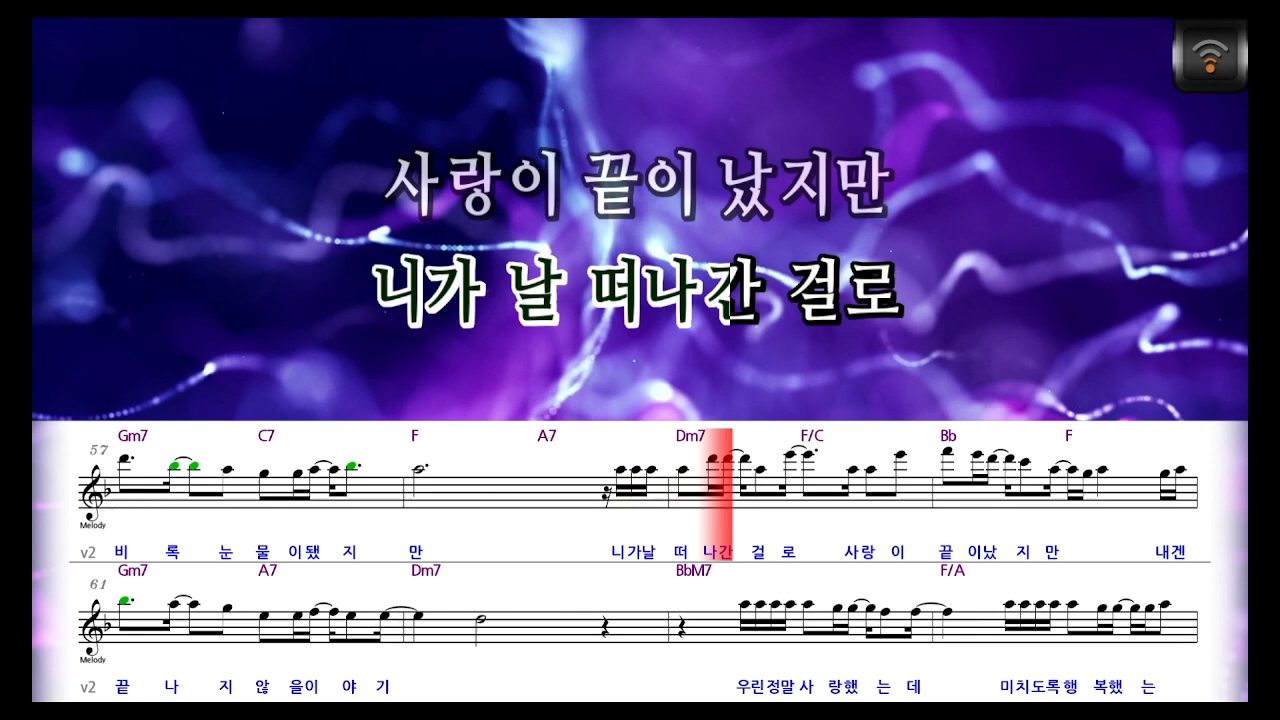 사랑이 끝이 났지만
니가 날 떠나간 걸로
Gm7 C7 F A7 Dm7 F/C Bb F
57
Melody
v2 비 록 눈 물 이됐 지 만 니가날 떠 나간 걸 로 사랑 이 끝 이났 지 만 내겐
Gm7 A7 Dm7 BbM7 F/A
61
Melody
v2 끝 나 지 않 을이 야 기 우린정말 사 랑했 는 데 미치도록행 복했 는